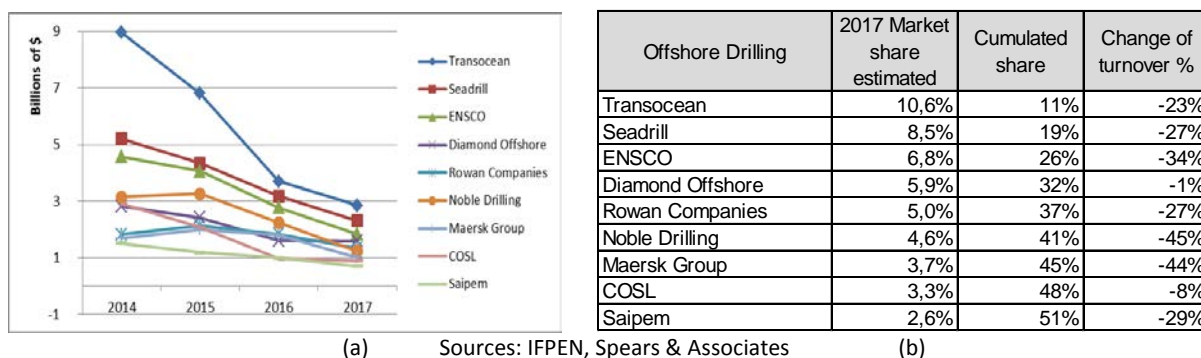 9
7
5
3
1
-1
Billions of $
2014 2015 2016 2017
Transocean
Seadrill
ENSCO
Diamond Offshore
Rowan Companies
Noble Drilling
Maersk Group
COSL
Saipem
Offshore Drilling
2017 Market
share
estimated
Cumulated
share
Change of
turnover %
Transocean 10,6% 11% -23%
Seadrill 8,5% 19% -27%
ENSCO 6,8% 26% -34%
Diamond Offshore 5,9% 32% -1%
Rowan Companies 5,0% 37% -27%
Noble Drilling 4,6% 41% -45%
Maersk Group 3,7% 45% -44%
COSL 3,3% 48% -8%
Saipem 2,6% 51% -29%
(a) Sources: IFPEN, Spears & Associates (b)